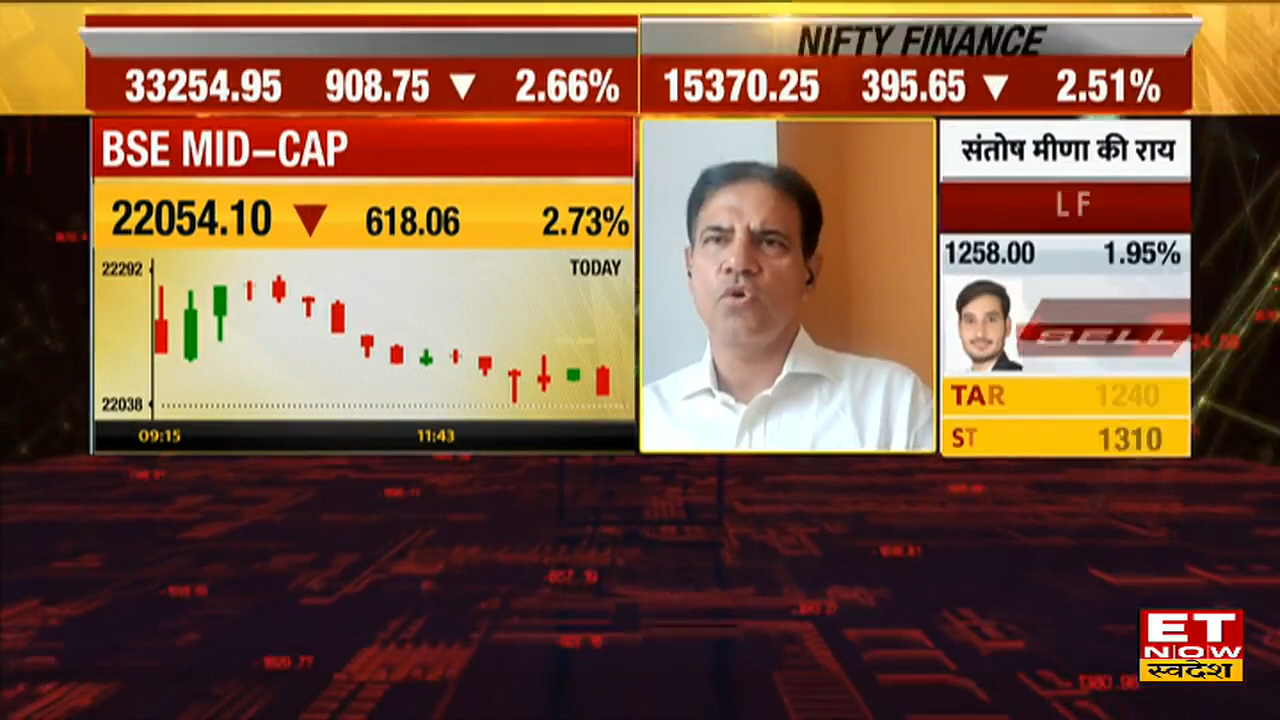 NIFTY FINANCE
33254.95 908.75 ▼ 2.66%
15370.25 395.65 ▼ 2.51%
BSE MID-CAP
22054.10 ▼ 618.06 2.73%
22292
TODAY
22038
09:15 11:43
संतोष मीणा की राय
LF
1258.00 1.95%
SELL
TAR 1240
ST 1310
ET
NOW
स्वदेश